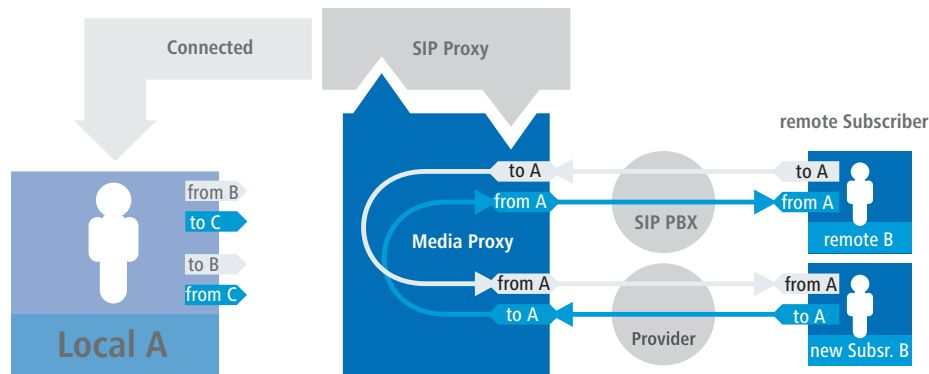 Connected
SIP Proxy
remote Subscriber
from B
to C
to B
from C
Local A
Media Proxy
to A
from A
from A
to A
SIP PBX
Provider
to A
from A
remote B
from A
to A
new Subsr. B